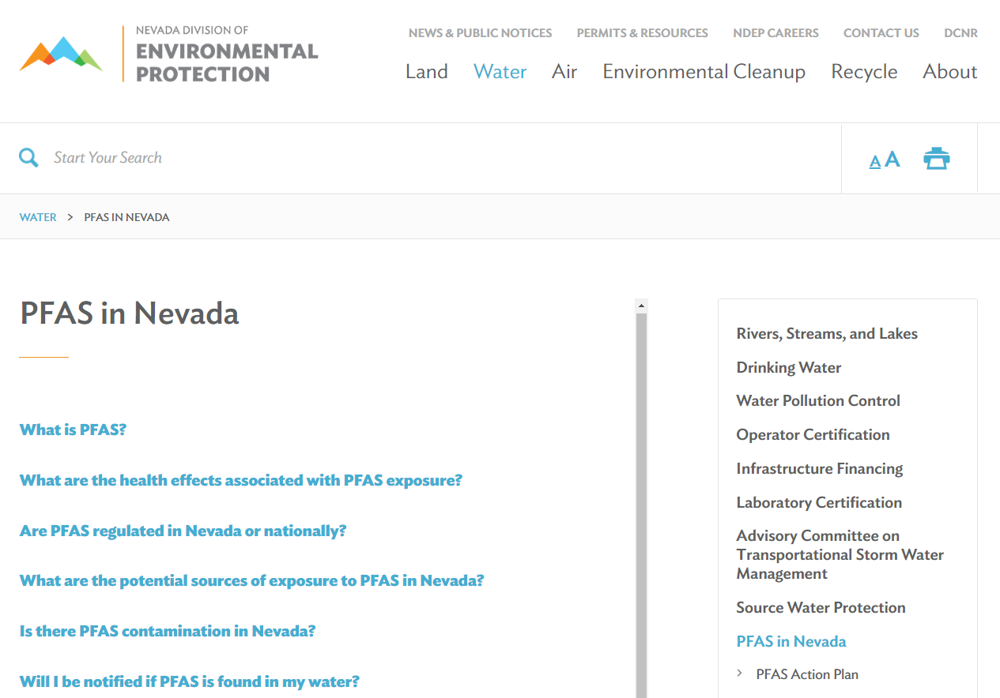 NEVADA DIVISION OF
ENVIRONMENTAL
PROTECTION
NEWS & PUBLIC NOTICES PERMITS & RESOURCES NDEP CAREERS CONTACT US DCNR
Land Water Air Environmental Cleanup Recycle About
Start Your Search
A A
WATER > PFAS IN NEVADA
PFAS in Nevada
What is PFAS?
What are the health effects associated with PFAS exposure?
Are PFAS regulated in Nevada or nationally?
What are the potential sources of exposure to PFAS in Nevada?
Is there PFAS contamination in Nevada?
Will I be notified if PFAS is found in my water?
Rivers, Streams, and Lakes
Drinking Water
Water Pollution Control
Operator Certification
Infrastructure Financing
Laboratory Certification
Advisory Committee on
Transportational Storm Water
Management
Source Water Protection
PFAS in Nevada
> PFAS Action Plan